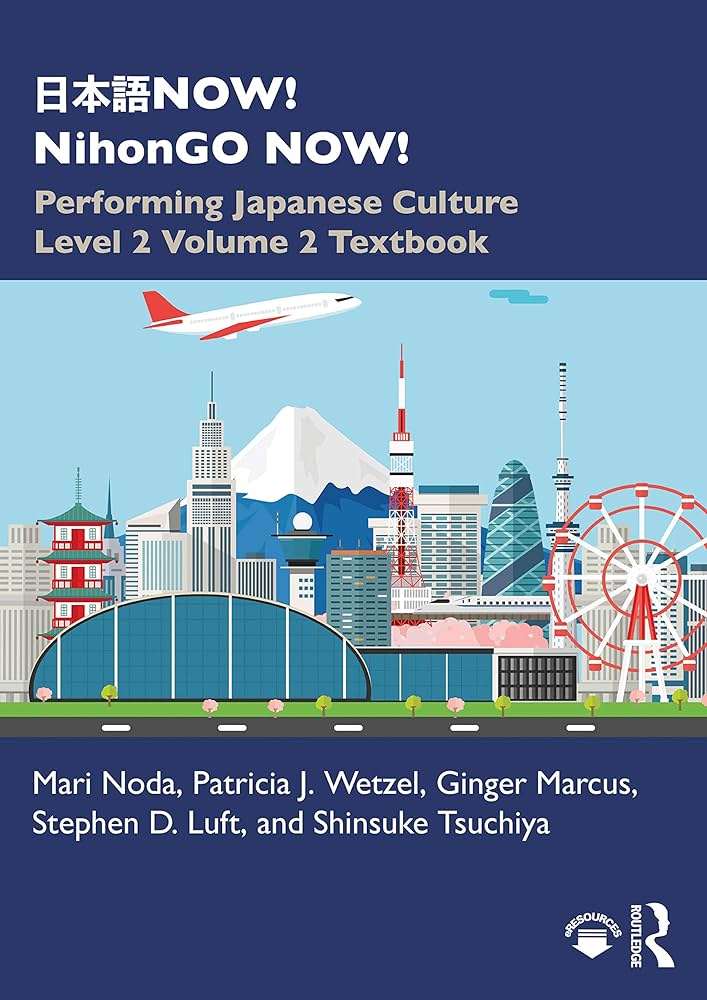 日本語NOW!
NihonGO NOW!
Performing Japanese Culture
Level 2 Volume 2 Textbook
Mari Noda, Patricia J. Wetzel, Ginger Marcus,
Stephen D. Luft, and Shinsuke Tsuchiya
eRESOURCES
ROUTLEDGE